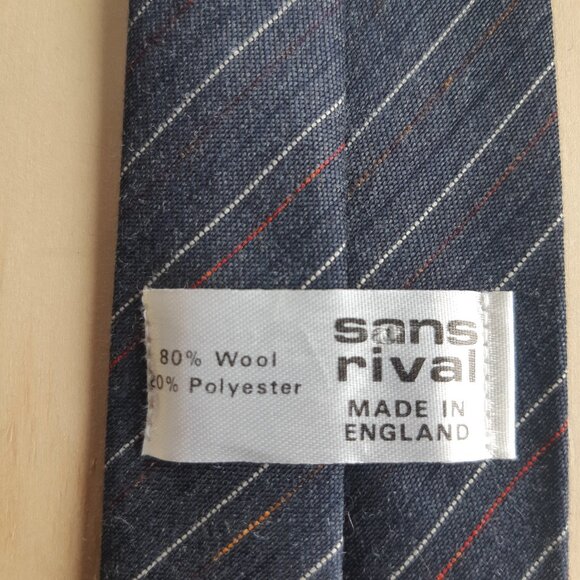 80% Wool
20% Polyester
sans
rival
MADE IN
ENGLAND